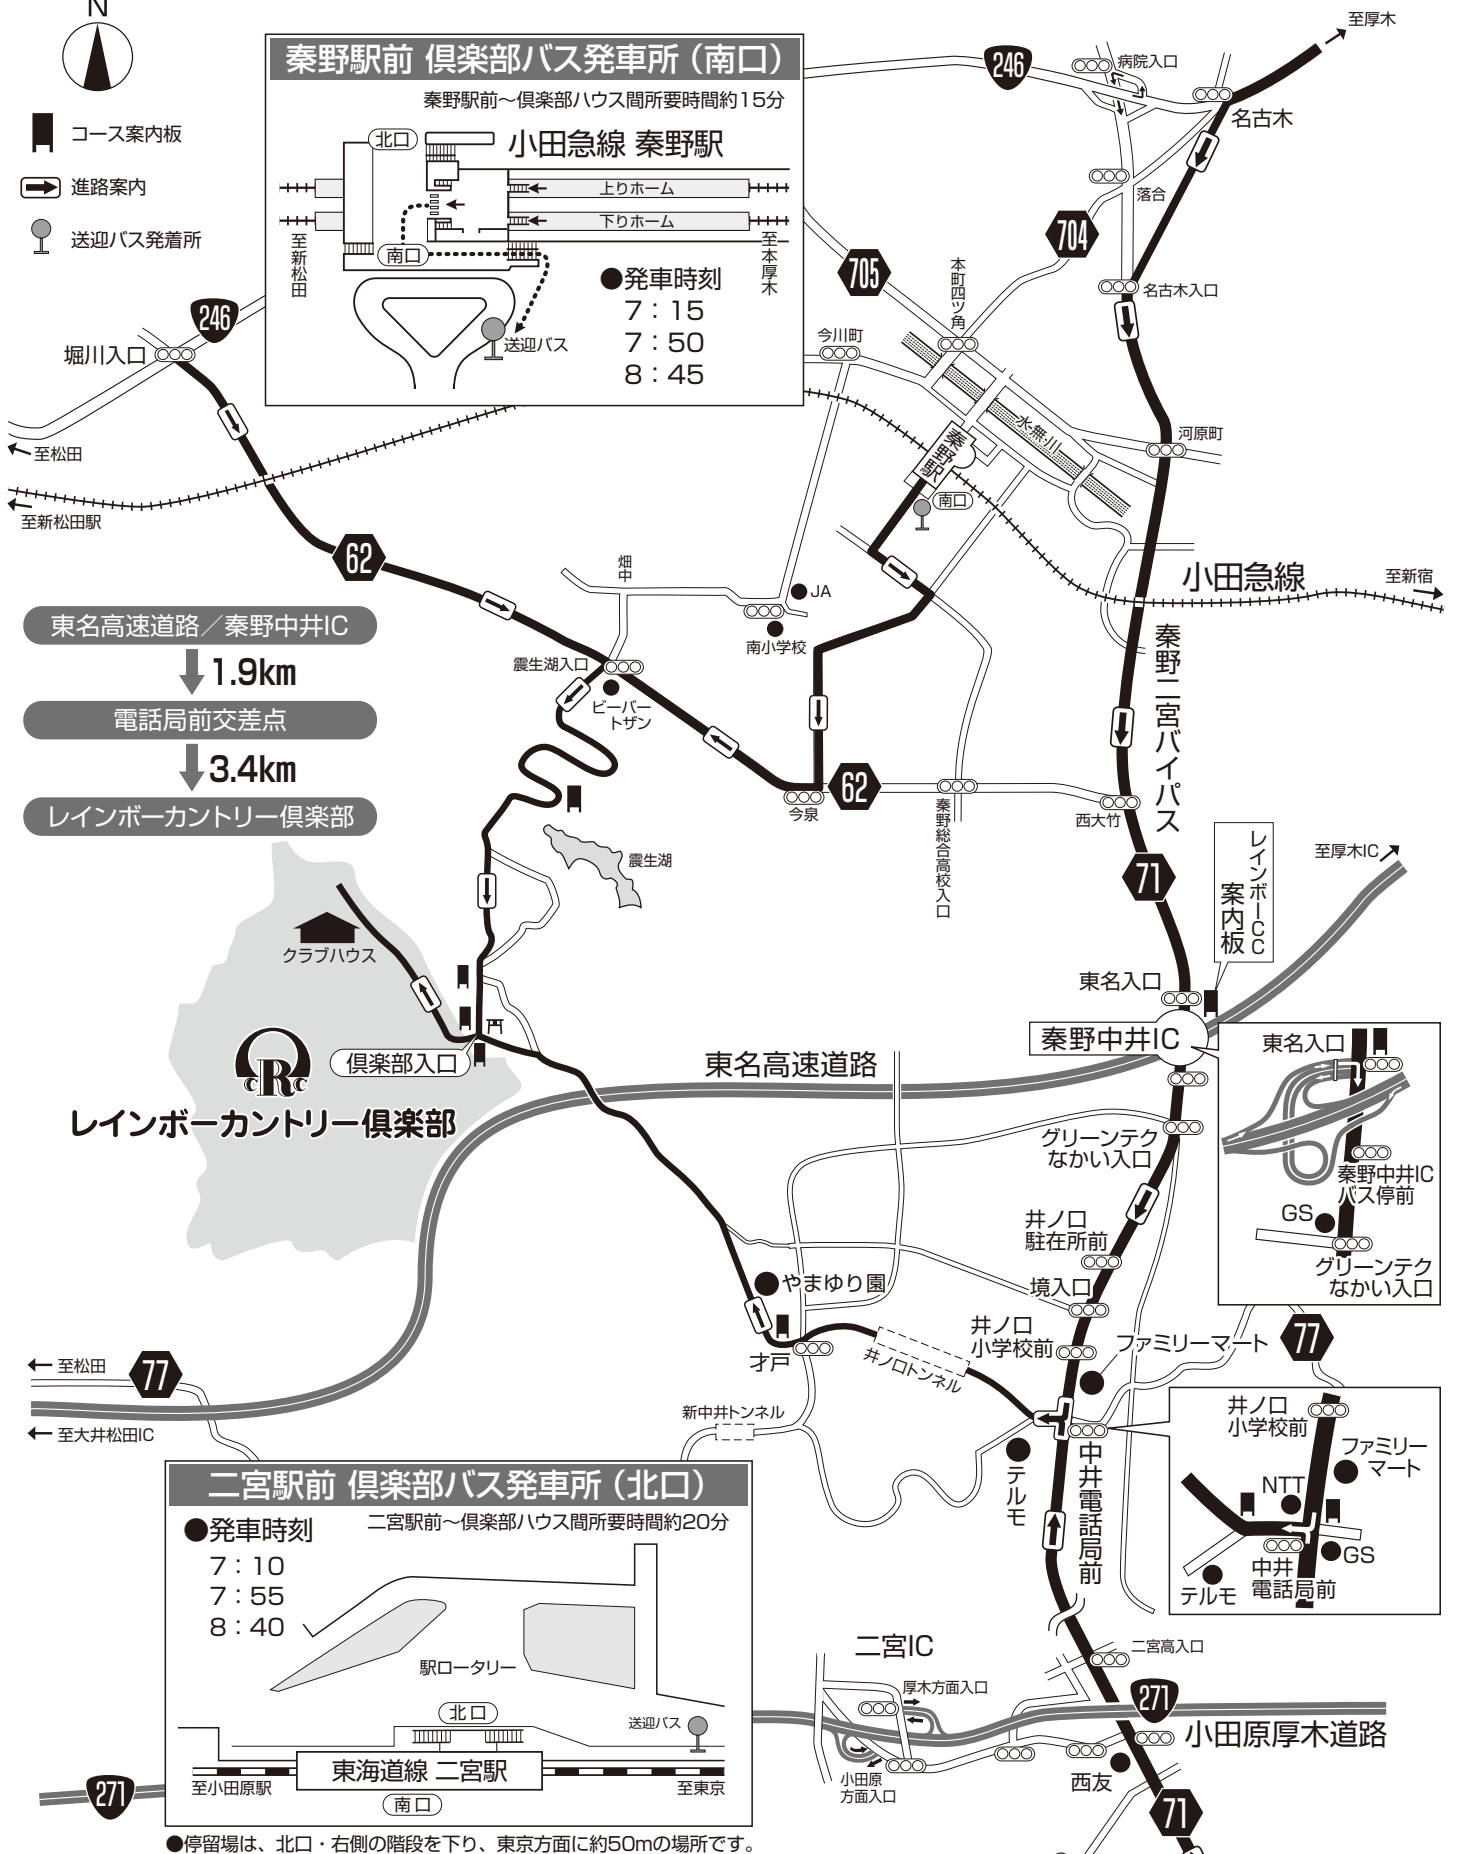 N
コース案内板
進路案内
送迎バス発着所
秦野駅前 倶楽部バス発車所（南口）
秦野駅前～倶楽部ハウス間所要時間約15分
北口
小田急線 秦野駅
上りホーム
下りホーム
至新松田
南口
至本厚木
●発車時刻
7：15
7：50
8：45
送迎バス
至厚木
246
病院入口
名古木
落合
704
705
本町四ツ角
名古木入口
今川町
246
堀川入口
至松田
至新松田駅
水無川
河原町
秦野駅
南口
62
畑中
JA
小田急線
至新宿
南小学校
震生湖入口
ビーバー
トザン
秦野二宮バイパス
東名高速道路／秦野中井IC
1.9km
電話局前交差点
3.4km
レインボーカントリー倶楽部
62
今泉
秦野総合高校入口
西大竹
71
震生湖
レインボーCC
案内板
至厚木IC
クラブハウス
東名入口
秦野中井IC
倶楽部入口
CRC
レインボーカントリー倶楽部
東名高速道路
東名入口
秦野中井IC
バス停前
GS
グリーンテク
なかい入口
グリーンテク
なかい入口
井ノ口
駐在所前
境入口
やまゆり園
井ノ口
小学校前
ファミリーマート
77
才戸
井ノ口トンネル
至松田
77
至大井松田IC
新中井トンネル
テルモ
中井電話局前
井ノ口
小学校前
ファミリー
マート
NTT
GS
中井
電話局前
テルモ
二宮駅前 倶楽部バス発車所（北口）
●発車時刻
二宮駅前～倶楽部ハウス間所要時間約20分
7：10
7：55
8：40
駅ロータリー
北口
送迎バス
東海道線 二宮駅
至小田原駅
至東京
南口
271
●停留場は、北口・右側の階段を下り、東京方面に約50mの場所です。
二宮IC
二宮高入口
厚木方面入口
271
小田原厚木道路
小田原
方面入口
西友
71